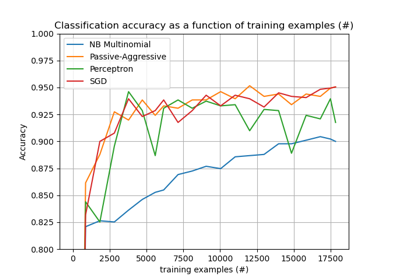 Classification accuracy as a function of training examples (#)
1.000
0.975
0.950
0.925
0.900
0.875
0.850
0.825
0.800
Accuracy
NB Multinomial
Passive-Aggressive
Perceptron
SGD
0 2500 5000 7500 10000 12500 15000 17500
training examples (#)